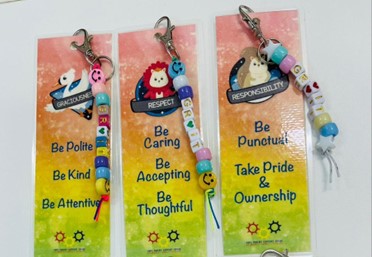 GRACIOUSNESS
Be Polite
Be Kind
Be Attentive
RESPECT
Be
Caring
Be
Accepting
Be
Thoughtful
RESPONSIBILITY
Be
Punctual
Take Pride
&
Ownership